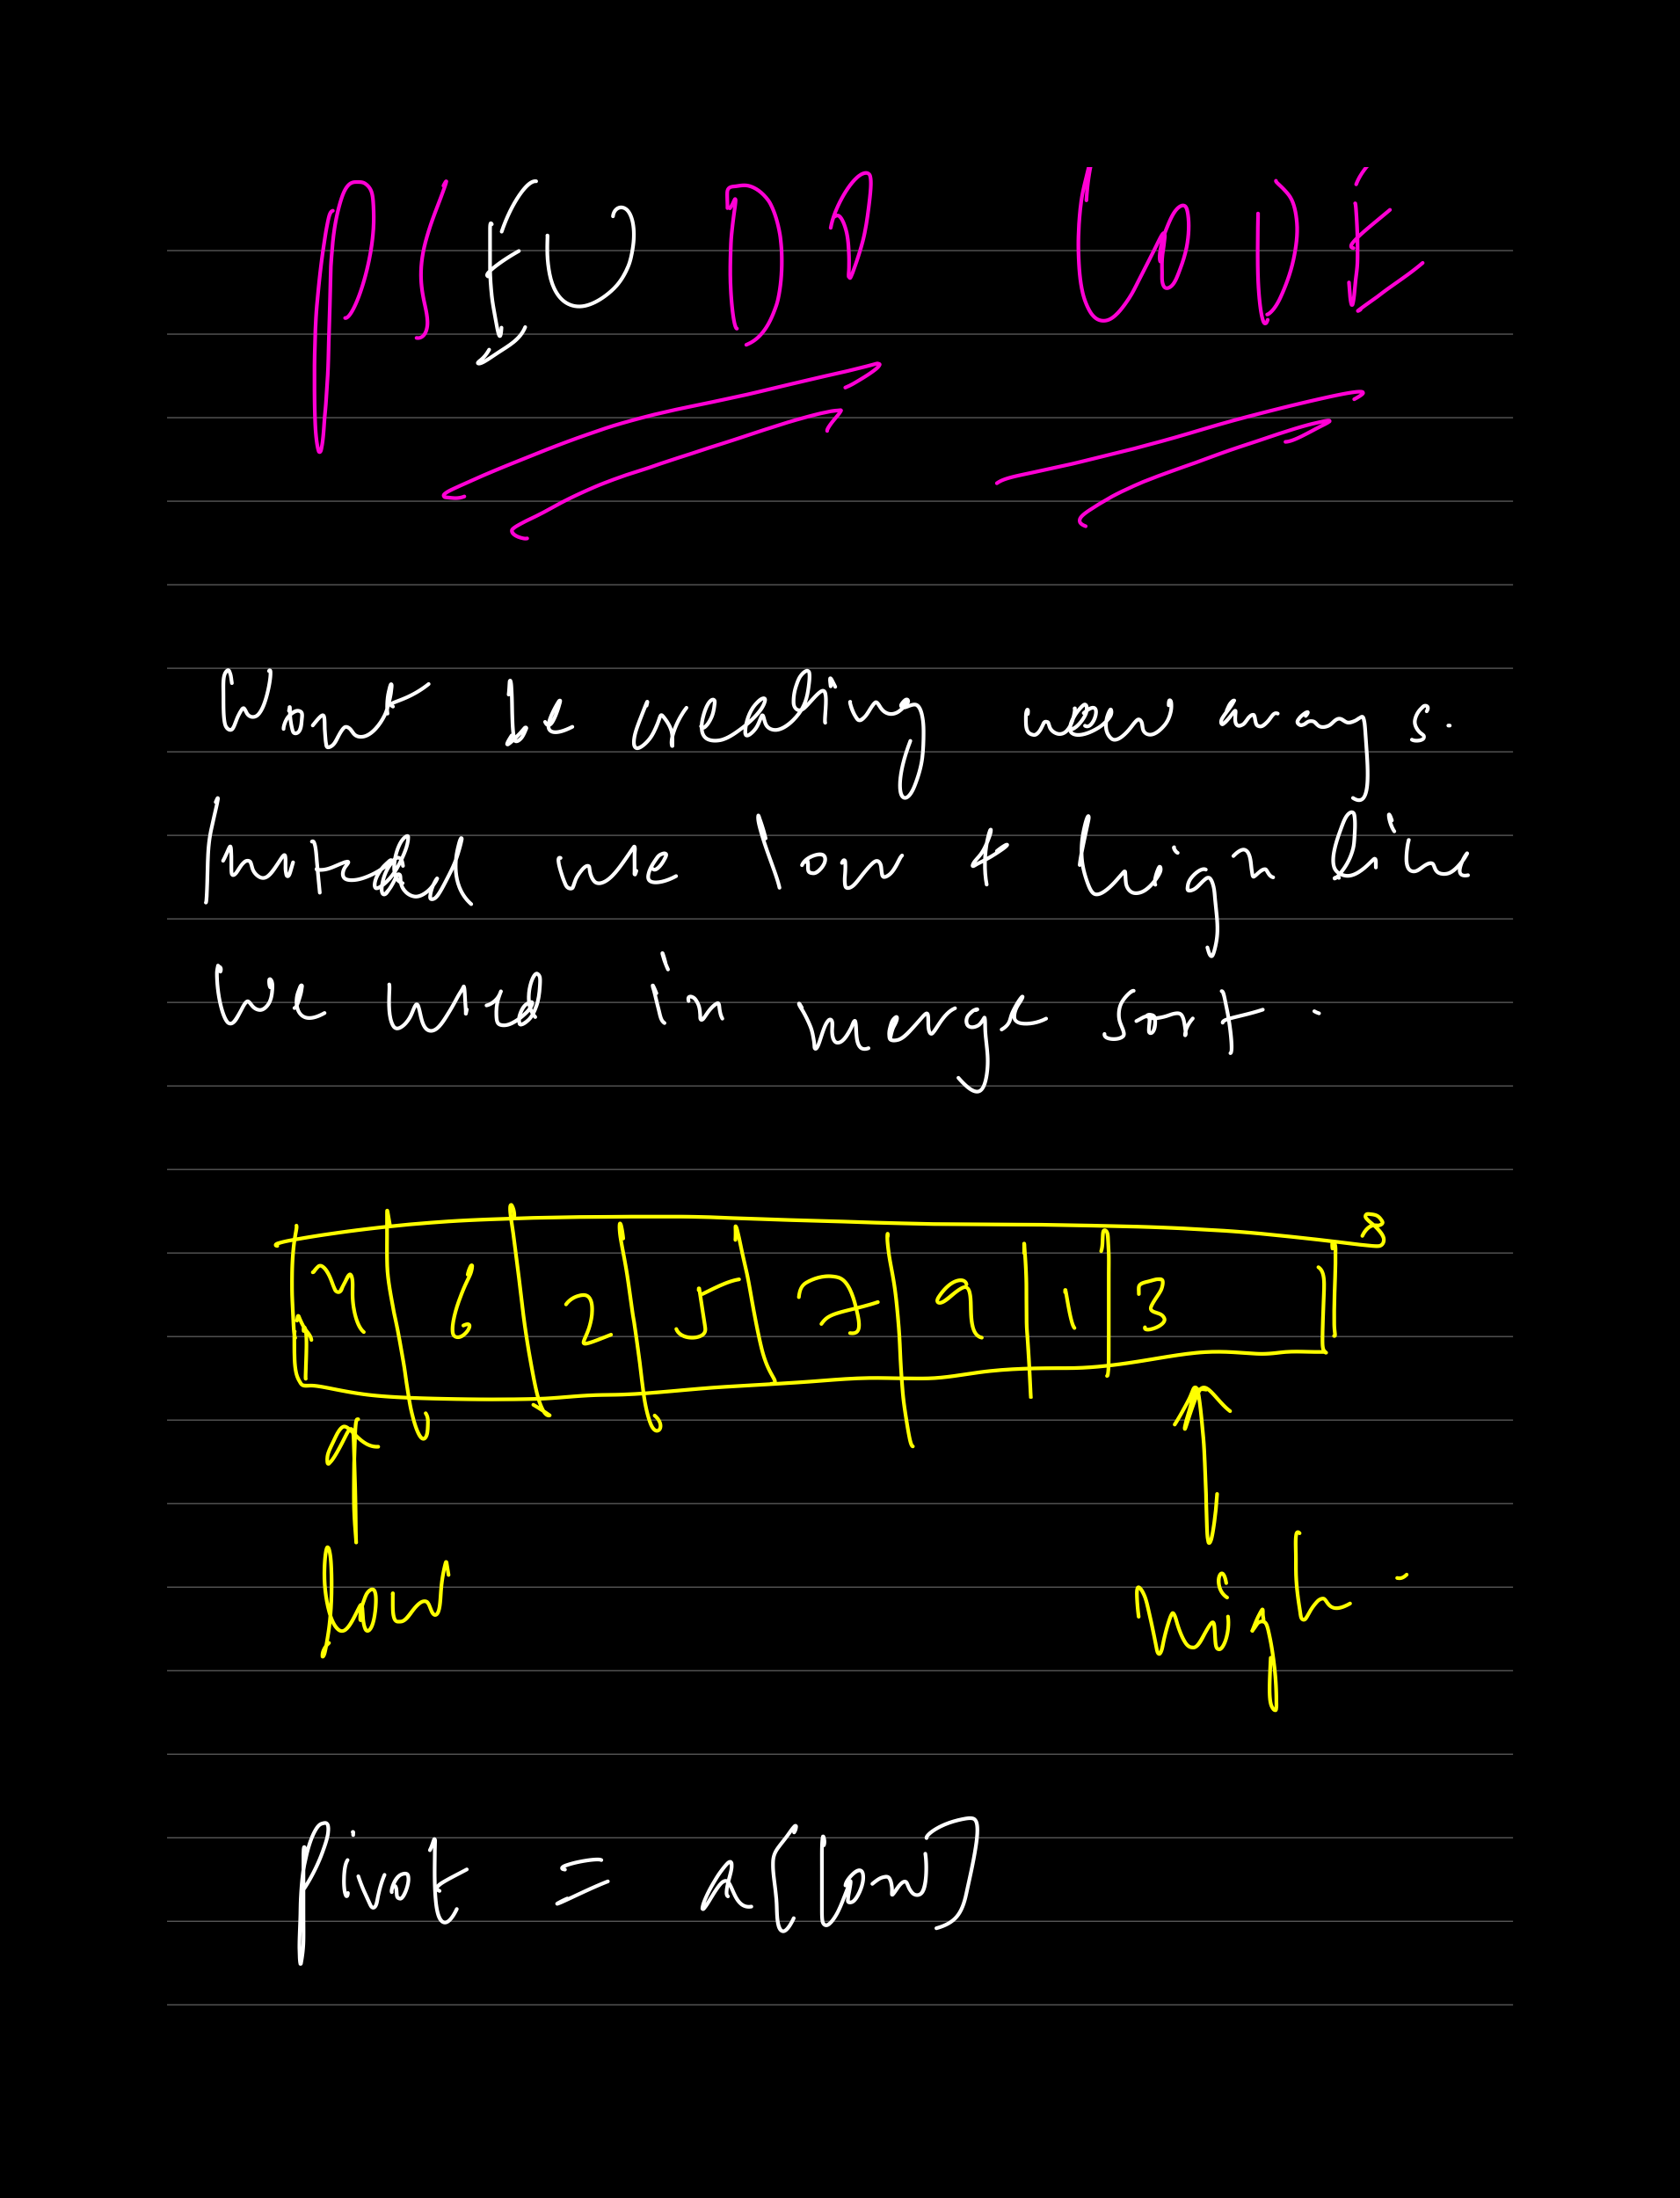 PSEUDO CODE
Wont be creating new arrays.
Instead we low & high like
We used in merge sort.
4 6 2 5 7 9 1 3
low high
pivot = a[low]